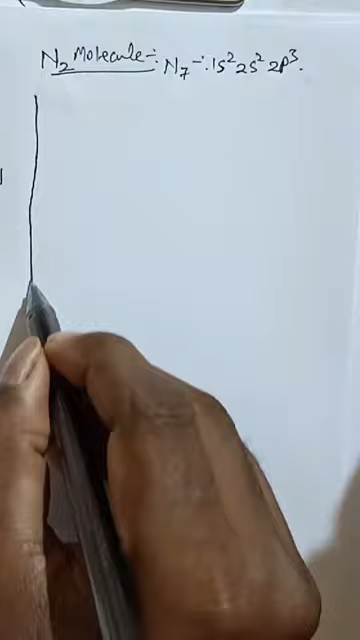 N₂ Molecule÷ N₇ -∶ 1s² 2s² 2p³.